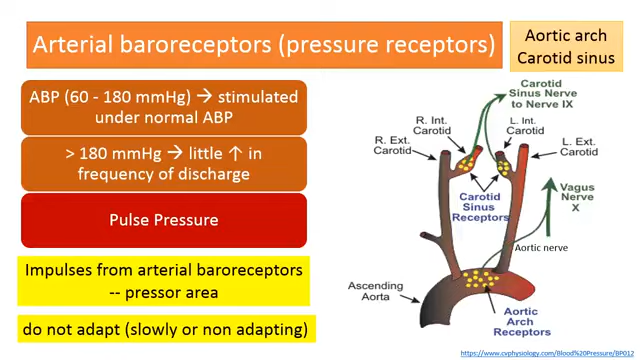 Arterial baroreceptors (pressure receptors)
Aortic arch
Carotid sinus
ABP (60 - 180 mmHg) → stimulated
under normal ABP
> 180 mmHg → little ↑ in
frequency of discharge
Pulse Pressure
Impulses from arterial baroreceptors
-- pressor area
do not adapt (slowly or non adapting)
Carotid
Sinus Nerve
to Nerve IX
R. Int.
Carotid
L. Int.
Carotid
R. Ext.
Carotid
L. Ext.
Carotid
Carotid
Sinus
Receptors
Vagus
Nerve
X
Aortic nerve
Ascending
Aorta
Aortic
Arch
Receptors
https://www.cvphysiology.com/Blood%20Pressure/BP012